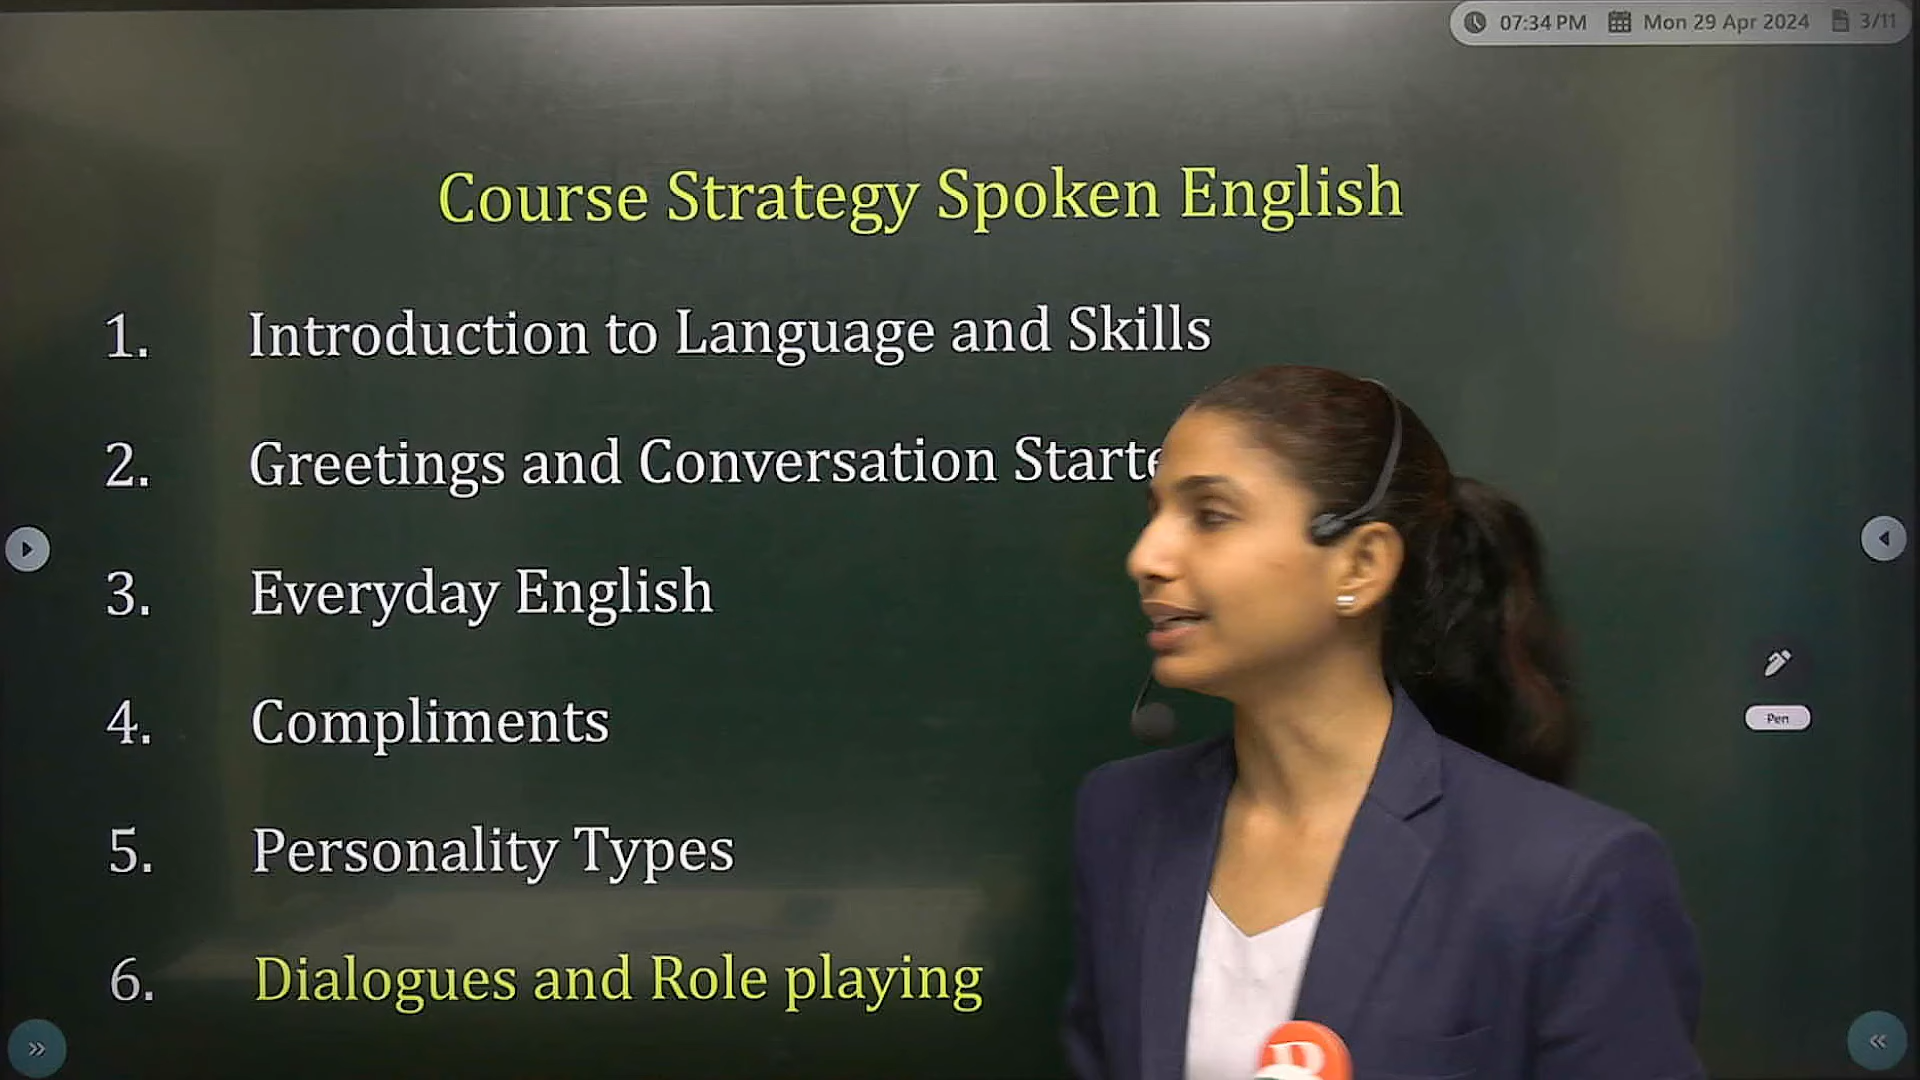 07:34 PM Mon 29 Apr 2024 3/11
Course Strategy Spoken English
1. Introduction to Language and Skills
2. Greetings and Conversation
3. Everyday English
4. Compliments
Pen
5. Personality Types
6. Dialogues and Role playing